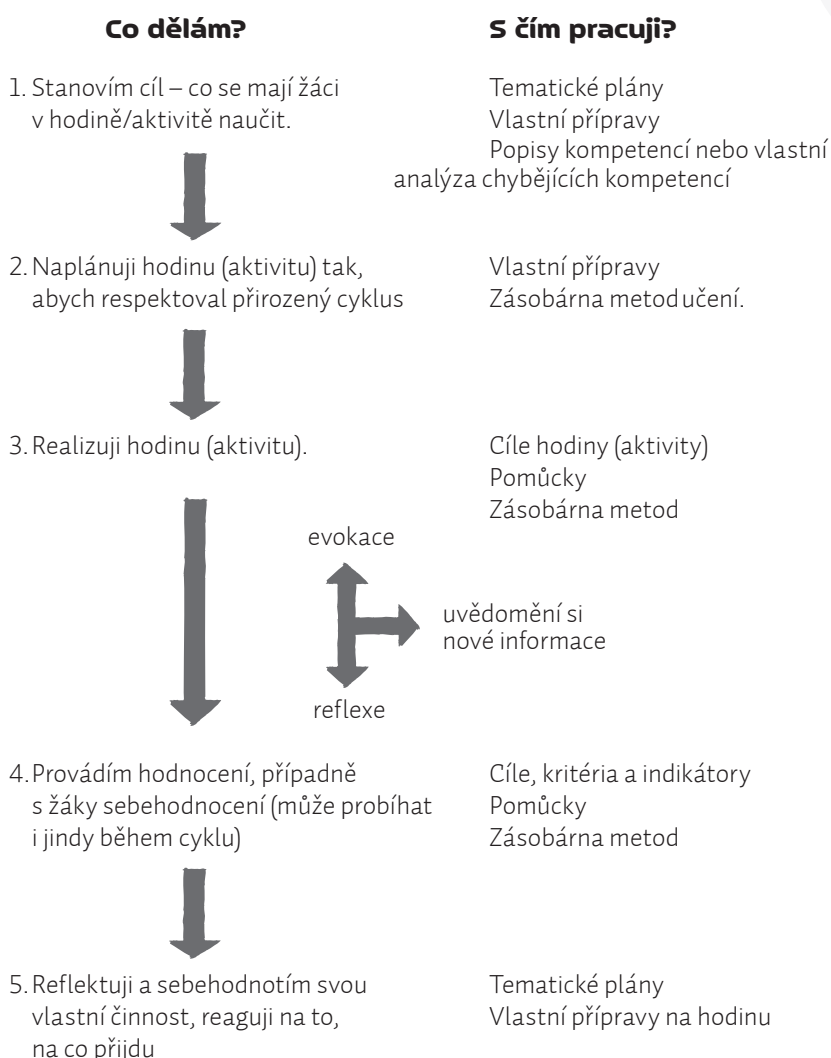 Co dělám?
S čím pracuji?
1. Stanovím cíl – co se mají žáci
v hodině/aktivitě naučit.
Tematické plány
Vlastní přípravy
Popisy kompetencí nebo vlastní
analýza chybějících kompetencí
2. Naplánuji hodinu (aktivitu) tak,
abych respektoval přirozený cyklus
Vlastní přípravy
Zásobárna metod učení.
3. Realizuji hodinu (aktivitu).
Cíle hodiny (aktivity)
Pomůcky
Zásobárna metod
evokace
uvědomění si
nové informace
reflexe
4. Provádím hodnocení, případně
s žáky sebehodnocení (může probíhat
i jindy během cyklu)
Cíle, kritéria a indikátory
Pomůcky
Zásobárna metod
5. Reflektuji a sebehodnotím svou
vlastní činnost, reaguji na to,
na co přijdu
Tematické plány
Vlastní přípravy na hodinu